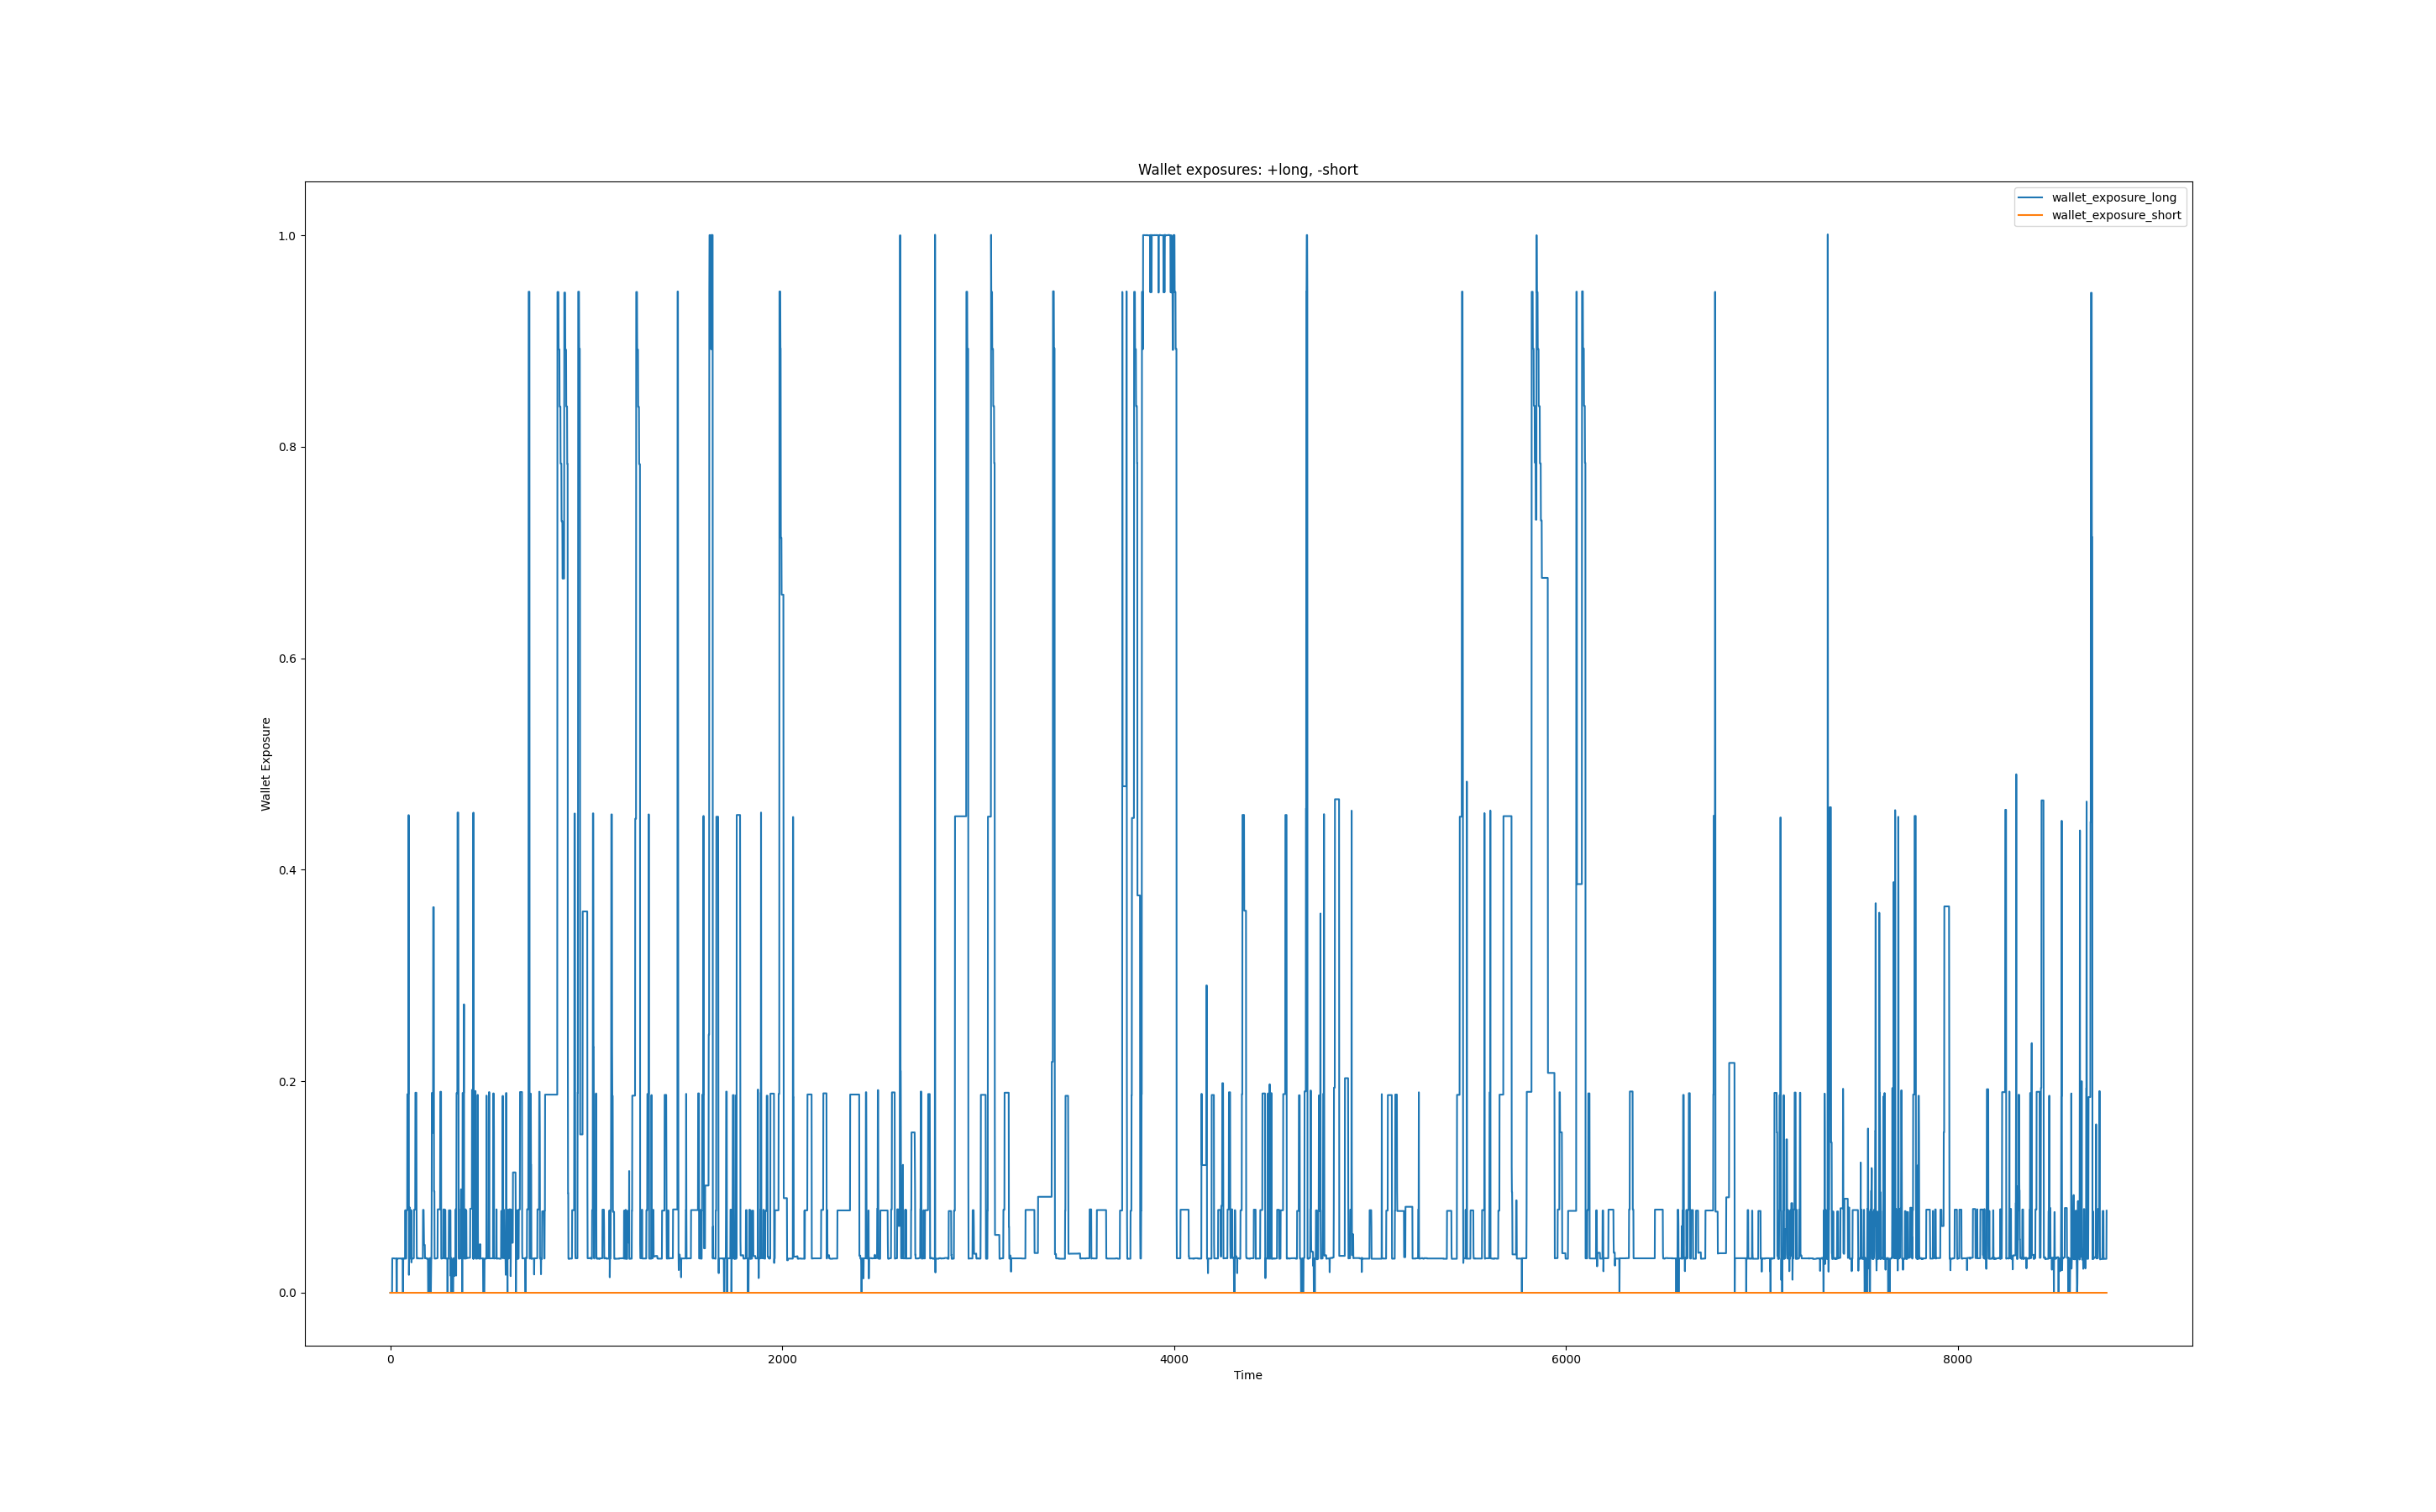 Wallet exposures: +long, -short
wallet_exposure_long
wallet_exposure_short
1.0
0.8
0.6
0.4
0.2
0.0
Wallet Exposure
0 2000 4000 6000 8000
Time